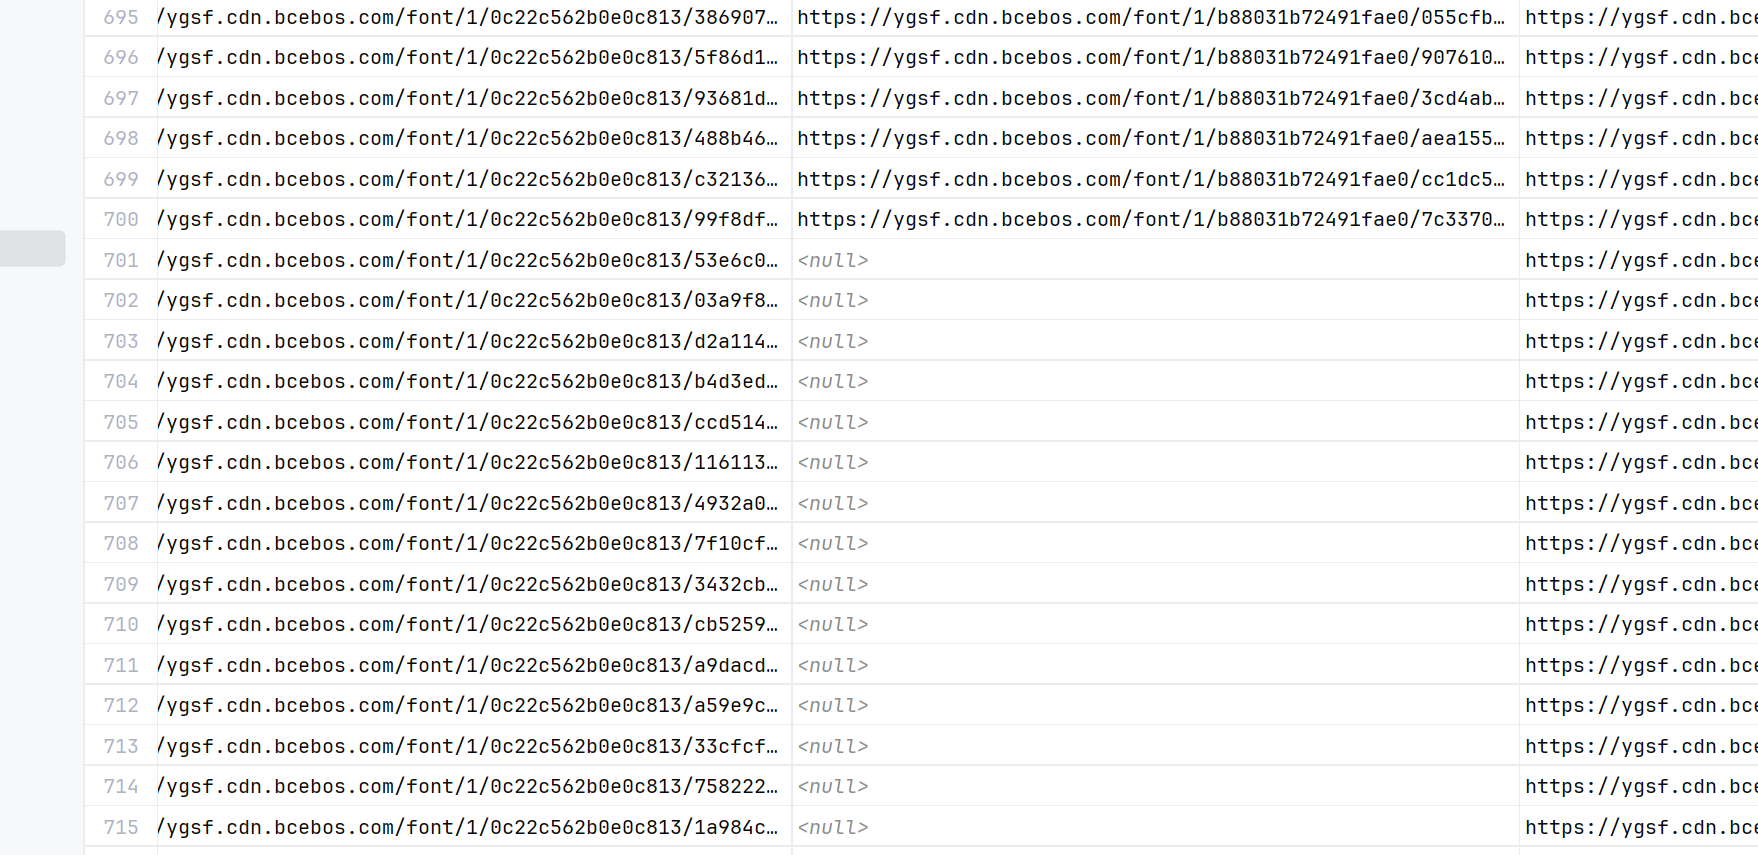 695 /ygsf.cdn.bcebos.com/font/1/0c22c562b0e0c813/386907… https://ygsf.cdn.bcebos.com/font/1/b88031b72491fae0/055cfb… https://ygsf.cdn.bce
696 /ygsf.cdn.bcebos.com/font/1/0c22c562b0e0c813/5f86d1… https://ygsf.cdn.bcebos.com/font/1/b88031b72491fae0/907610… https://ygsf.cdn.bce
697 /ygsf.cdn.bcebos.com/font/1/0c22c562b0e0c813/93681d… https://ygsf.cdn.bcebos.com/font/1/b88031b72491fae0/3cd4ab… https://ygsf.cdn.bce
698 /ygsf.cdn.bcebos.com/font/1/0c22c562b0e0c813/488b46… https://ygsf.cdn.bcebos.com/font/1/b88031b72491fae0/aea155… https://ygsf.cdn.bce
699 /ygsf.cdn.bcebos.com/font/1/0c22c562b0e0c813/c32136… https://ygsf.cdn.bcebos.com/font/1/b88031b72491fae0/cc1dc5… https://ygsf.cdn.bce
700 /ygsf.cdn.bcebos.com/font/1/0c22c562b0e0c813/99f8df… https://ygsf.cdn.bcebos.com/font/1/b88031b72491fae0/7c3370… https://ygsf.cdn.bce
701 /ygsf.cdn.bcebos.com/font/1/0c22c562b0e0c813/53e6c0… <null> https://ygsf.cdn.bce
702 /ygsf.cdn.bcebos.com/font/1/0c22c562b0e0c813/03a9f8… <null> https://ygsf.cdn.bce
703 /ygsf.cdn.bcebos.com/font/1/0c22c562b0e0c813/d2a114… <null> https://ygsf.cdn.bce
704 /ygsf.cdn.bcebos.com/font/1/0c22c562b0e0c813/b4d3ed… <null> https://ygsf.cdn.bce
705 /ygsf.cdn.bcebos.com/font/1/0c22c562b0e0c813/ccd514… <null> https://ygsf.cdn.bce
706 /ygsf.cdn.bcebos.com/font/1/0c22c562b0e0c813/116113… <null> https://ygsf.cdn.bce
707 /ygsf.cdn.bcebos.com/font/1/0c22c562b0e0c813/4932a0… <null> https://ygsf.cdn.bce
708 /ygsf.cdn.bcebos.com/font/1/0c22c562b0e0c813/7f10cf… <null> https://ygsf.cdn.bce
709 /ygsf.cdn.bcebos.com/font/1/0c22c562b0e0c813/3432cb… <null> https://ygsf.cdn.bce
710 /ygsf.cdn.bcebos.com/font/1/0c22c562b0e0c813/cb5259… <null> https://ygsf.cdn.bce
711 /ygsf.cdn.bcebos.com/font/1/0c22c562b0e0c813/a9dacd… <null> https://ygsf.cdn.bce
712 /ygsf.cdn.bcebos.com/font/1/0c22c562b0e0c813/a59e9c… <null> https://ygsf.cdn.bce
713 /ygsf.cdn.bcebos.com/font/1/0c22c562b0e0c813/33cfcf… <null> https://ygsf.cdn.bce
714 /ygsf.cdn.bcebos.com/font/1/0c22c562b0e0c813/758222… <null> https://ygsf.cdn.bce
715 /ygsf.cdn.bcebos.com/font/1/0c22c562b0e0c813/1a984c… <null> https://ygsf.cdn.bce